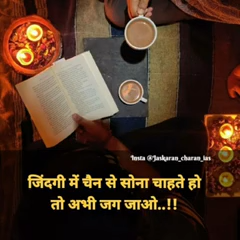 Insta @Jaskaran_charan_ias
जिंदगी में चैन से सोना चाहते हो
तो अभी जग जाओ..!!